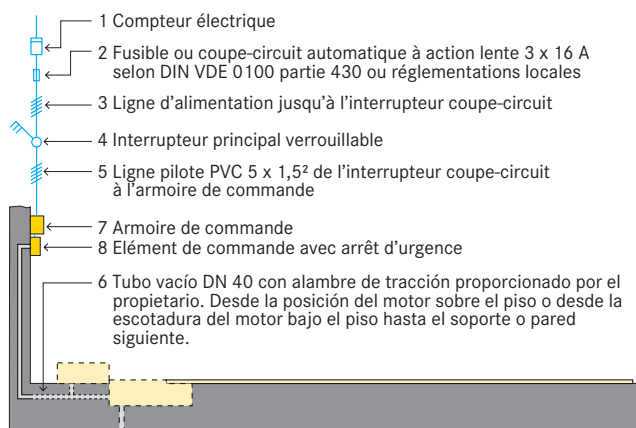 1 Compteur électrique
2 Fusible ou coupe-circuit automatique à action lente 3 x 16 A
selon DIN VDE 0100 partie 430 ou réglementations locales
3 Ligne d'alimentation jusqu'à l'interrupteur coupe-circuit
4 Interrupteur principal verrouillable
5 Ligne pilote PVC 5 x 1,5² de l'interrupteur coupe-circuit
à l'armoire de commande
7 Armoire de commande
8 Elément de commande avec arrêt d'urgence
6 Tubo vacío DN 40 con alambre de tracción proporcionado por el
propietario. Desde la posición del motor sobre el piso o desde la
escotadura del motor bajo el piso hasta el soporte o pared
siguiente.